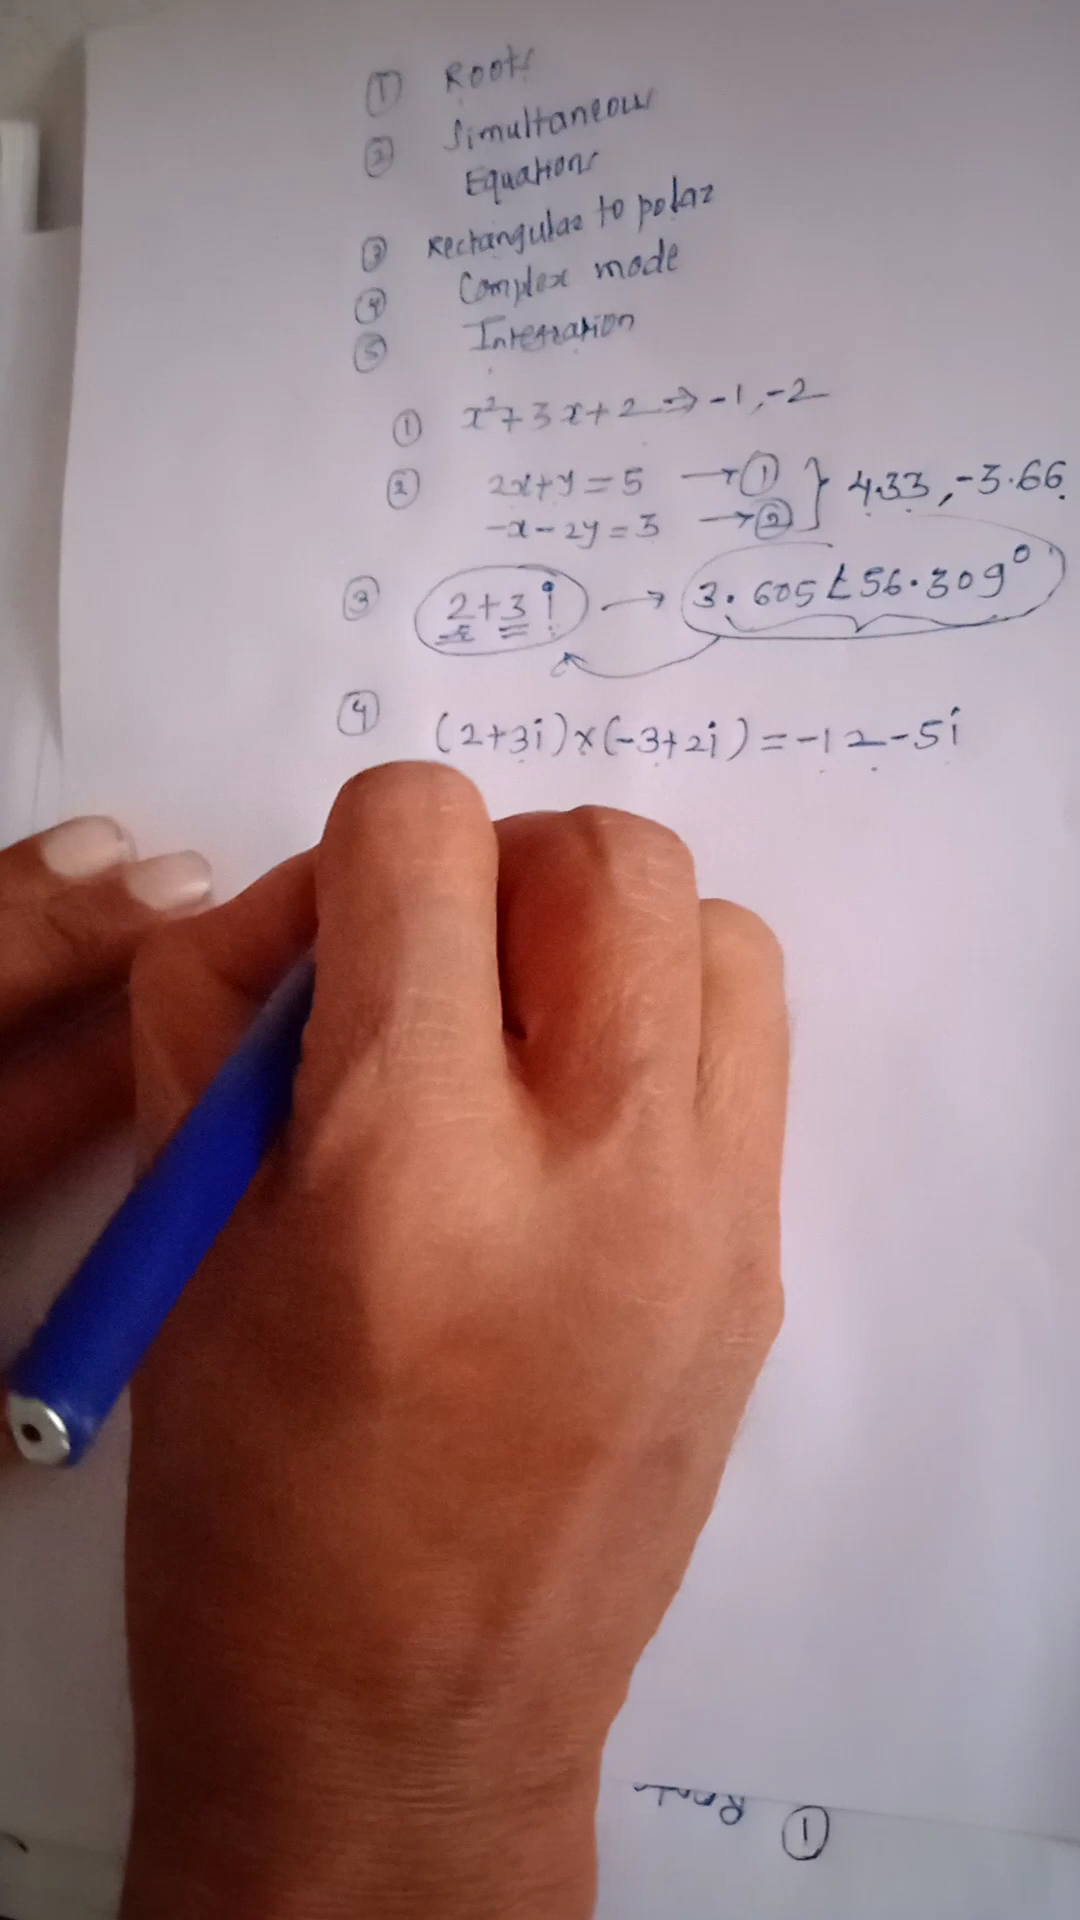 ① Roots
② Simultaneous
Equations
③ Rectangular to polar
④ Complex mode
⑤ Integration
① x²+3x+2 ⇒ -1,-2
② 2x+y=5 →① } 4.33,-3.66
-x-2y=3 →②
③ 2+3i → 3.605∠56.309°
④ (2+3i)×(-3+2i)=-12-5i
① Roots